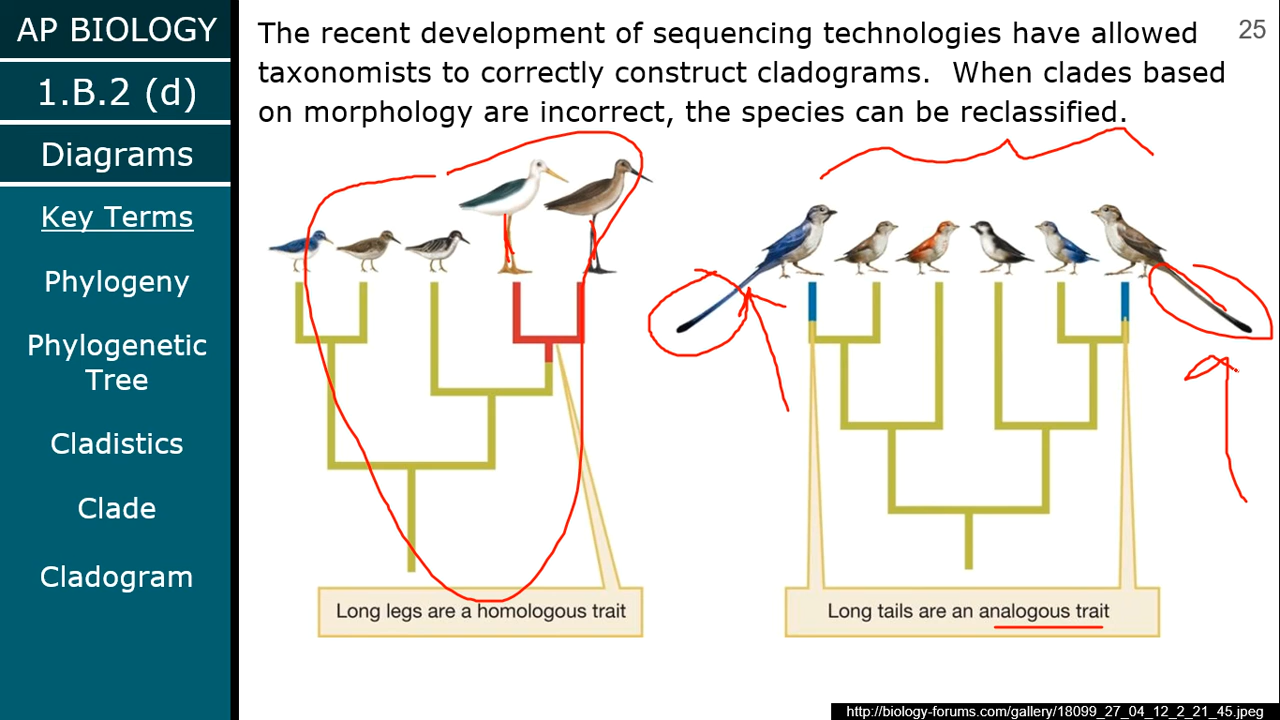 AP BIOLOGY
1.B.2 (d)
Diagrams
Key Terms
Phylogeny
Phylogenetic
Tree
Cladistics
Clade
Cladogram
The recent development of sequencing technologies have allowed
taxonomists to correctly construct cladograms.  When clades based
on morphology are incorrect, the species can be reclassified.
25
Long legs are a homologous trait
Long tails are an analogous trait
http://biology-forums.com/gallery/18099_27_04_12_2_21_45.jpeg